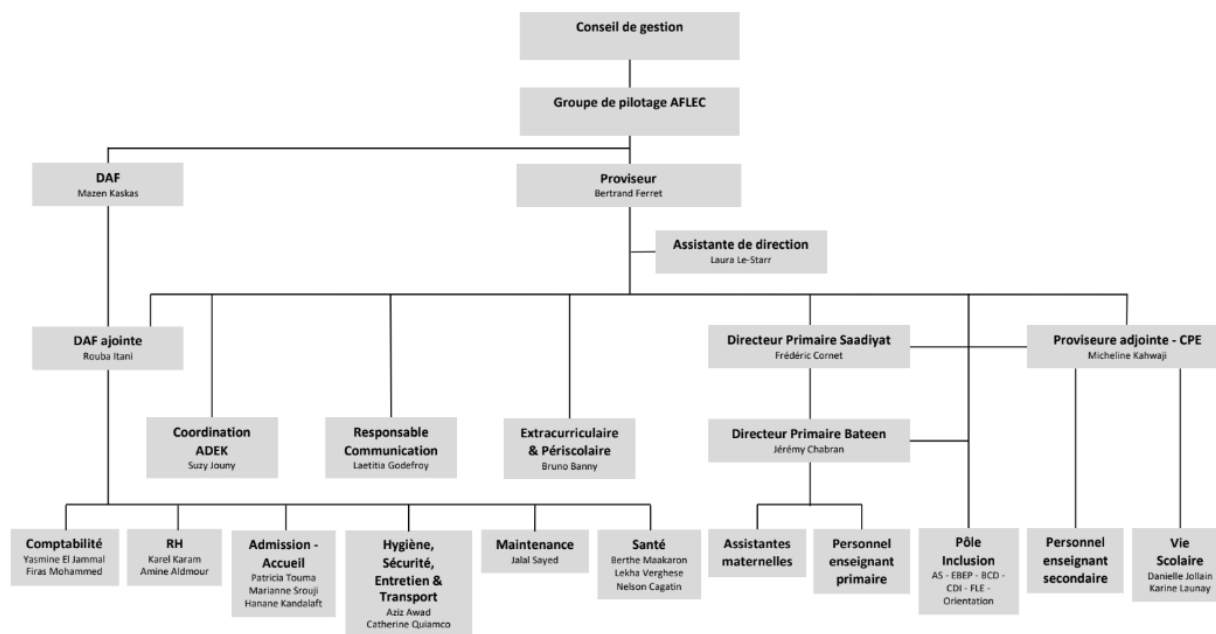 Conseil de gestion
Groupe de pilotage AFLEC
DAF
Mazen Kaskas
Proviseur
Bertrand Ferret
Assistante de direction
Laura Le-Starr
DAF ajointe
Rouba Itani
Directeur Primaire Saadiyat
Frédéric Cornet
Proviseure adjointe - CPE
Micheline Kahwaji
Coordination
ADEK
Suzy Jouny
Responsable
Communication
Laetitia Godefroy
Extracurriculaire
& Périscolaire
Bruno Banny
Directeur Primaire Bateen
Jérémy Chabran
Comptabilité
Yasmine El Jammal
Firas Mohammed
RH
Karel Karam
Amine Aldmour
Admission -
Accueil
Patricia Touma
Marianne Srouji
Hanane Kandalaft
Hygiène,
Sécurité,
Entretien &
Transport
Aziz Awad
Catherine Quiamco
Maintenance
Jalal Sayed
Santé
Berthe Maakaron
Lekha Verghese
Nelson Cagatin
Assistantes
maternelles
Personnel
enseignant
primaire
Pôle
Inclusion
AS - EBEP - BCD -
CDI - FLE -
Orientation
Personnel
enseignant
secondaire
Vie
Scolaire
Danielle Jollain
Karine Launay